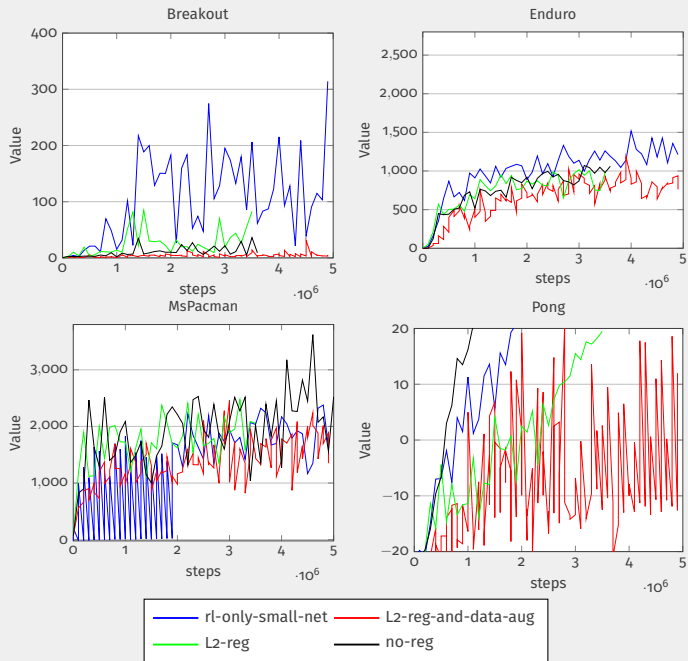 Breakout
Enduro
400
300
200
100
0
Value
0 1 2 3 4 5
steps
·10⁶
2,500
2,000
1,500
1,000
500
0
Value
0 1 2 3 4 5
steps
·10⁶
MsPacman
Pong
3,000
2,000
1,000
0
Value
0 1 2 3 4 5
steps
·10⁶
20
10
0
−10
−20
Value
0 1 2 3 4 5
steps
·10⁶
rl-only-small-net
L2-reg-and-data-aug
L2-reg
no-reg